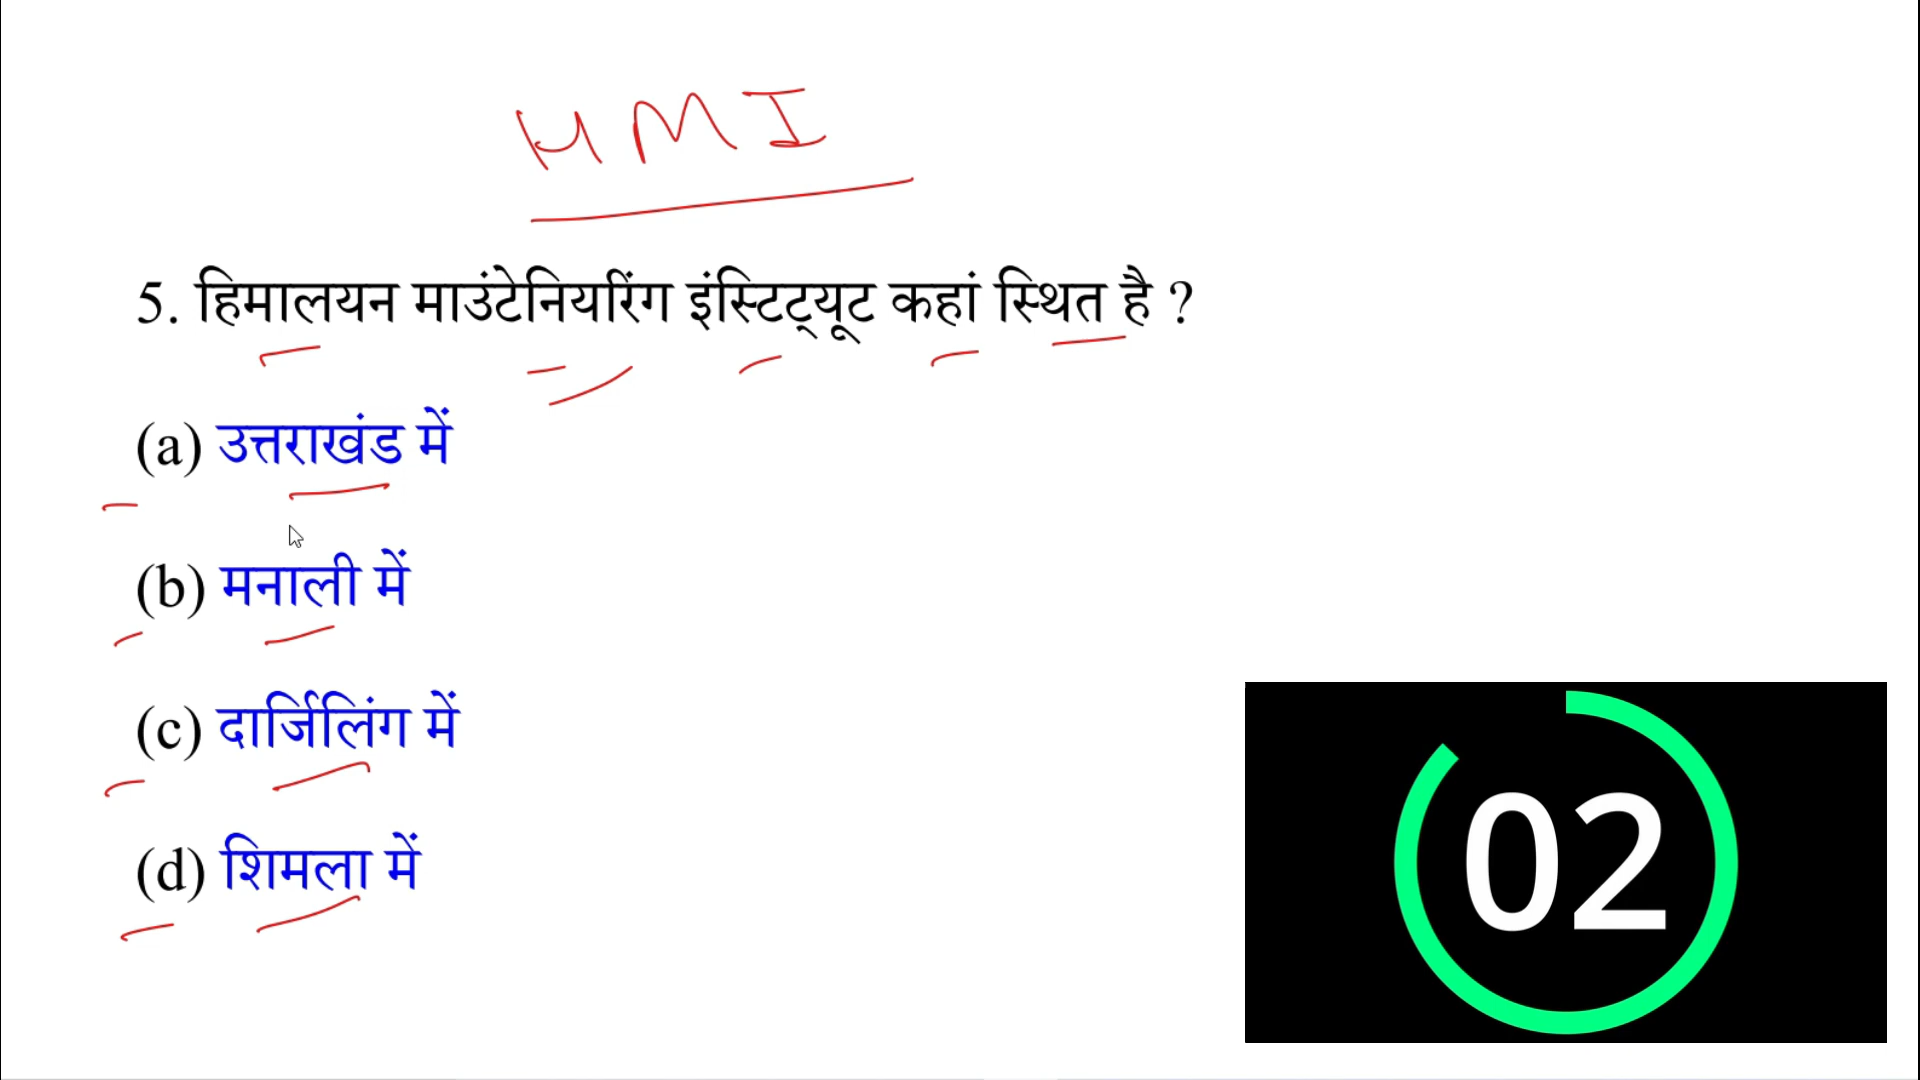 HMI
5. हिमालयन माउंटेनियरिंग इंस्टिट्यूट कहां स्थित है ?
(a) उत्तराखंड में
(b) मनाली में
(c) दार्जिलिंग में
(d) शिमला में
02